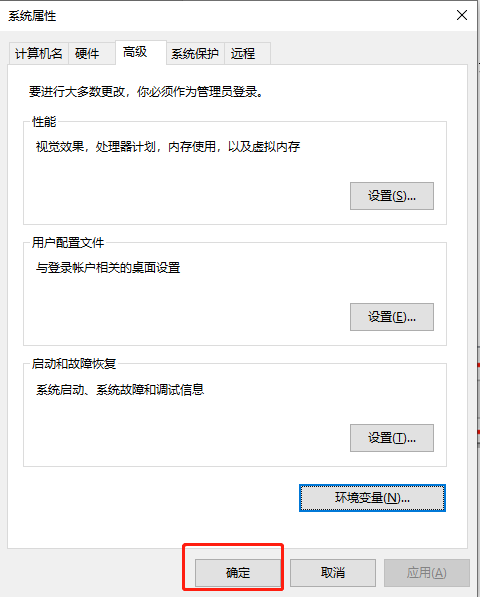 系统属性
计算机名 硬件 高级 系统保护 远程
要进行大多数更改，你必须作为管理员登录。
性能
视觉效果，处理器计划，内存使用，以及虚拟内存
设置(S)...
用户配置文件
与登录帐户相关的桌面设置
设置(E)...
启动和故障恢复
系统启动、系统故障和调试信息
设置(T)...
环境变量(N)...
确定 取消 应用(A)